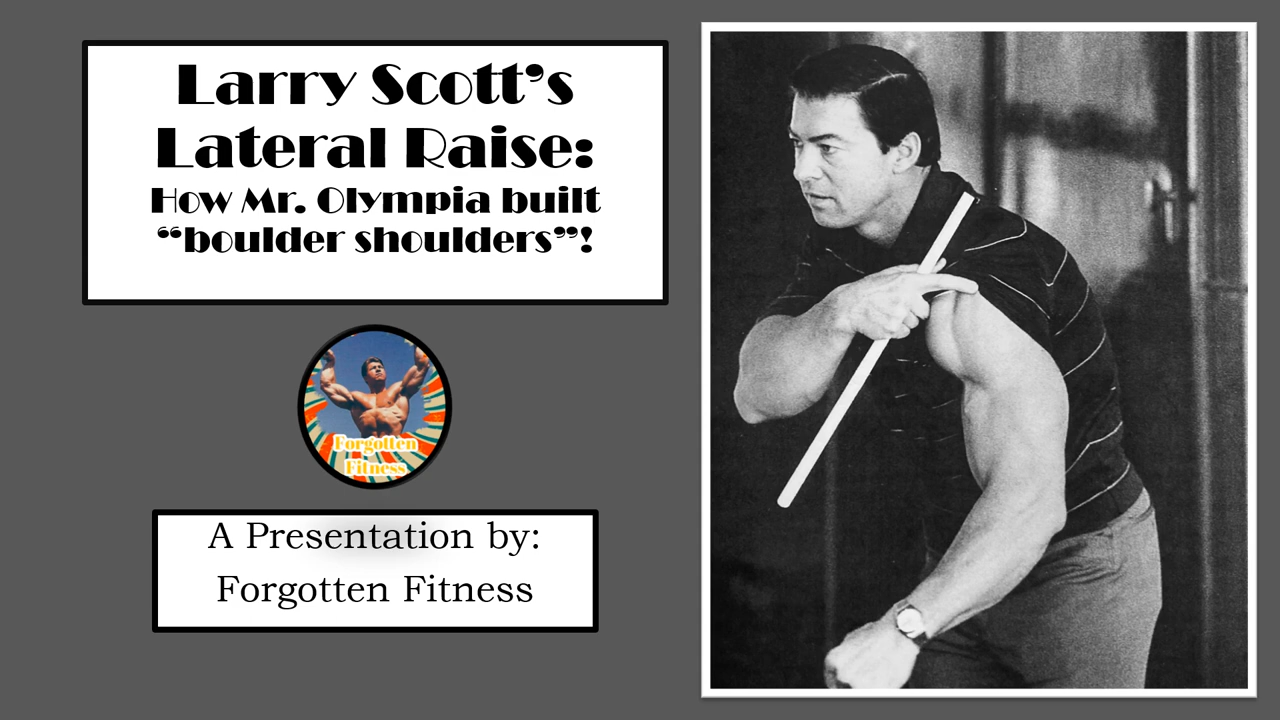 Larry Scott’s
Lateral Raise:
How Mr. Olympia built
“boulder shoulders”!
Forgotten
Fitness
A Presentation by:
Forgotten Fitness